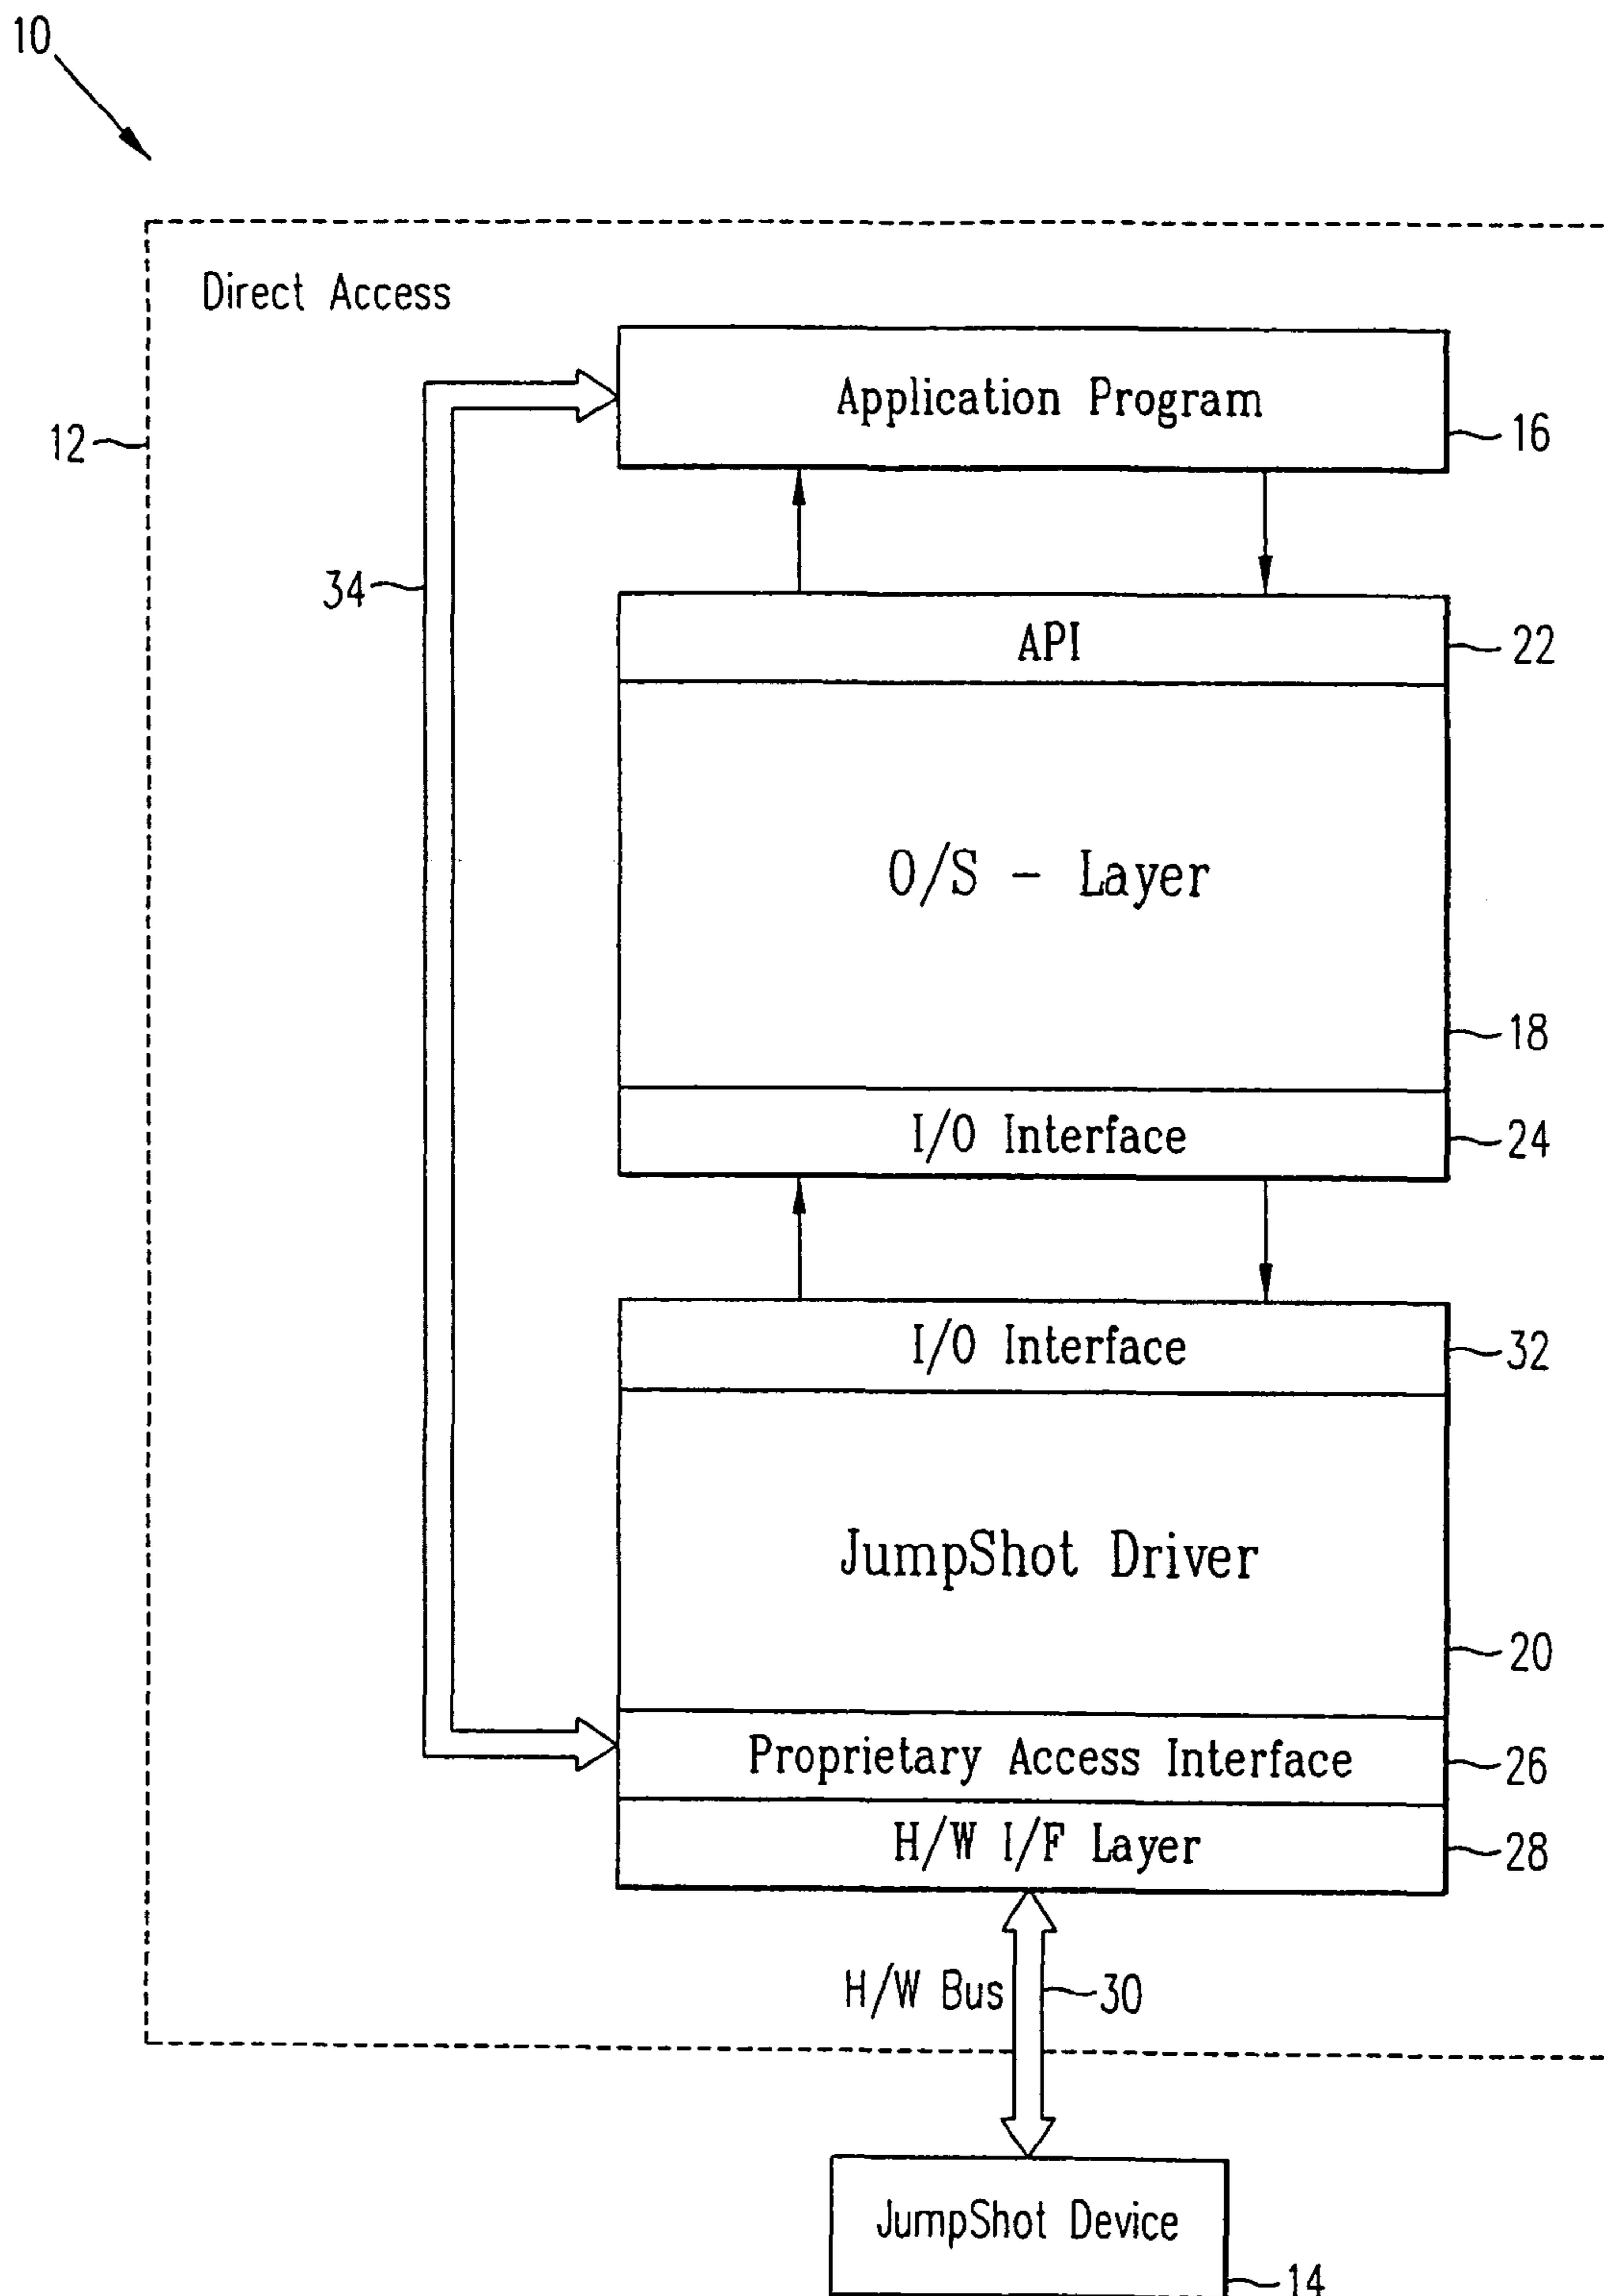 10
Direct Access
Application Program
12
16
34
API
22
O/S - Layer
18
I/O Interface
24
I/O Interface
32
JumpShot Driver
20
Proprietary Access Interface
26
H/W I/F Layer
28
H/W Bus
30
JumpShot Device
14